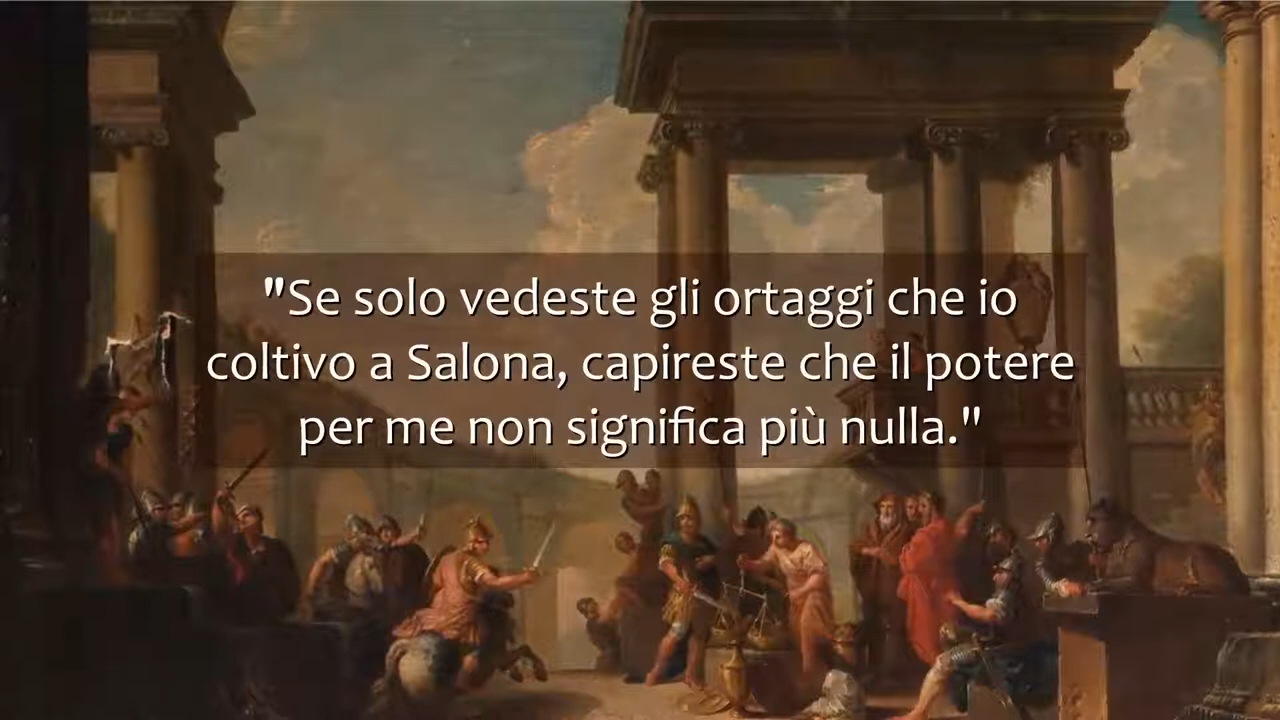 "Se solo vedeste gli ortaggi che io
coltivo a Salona, capireste che il potere
per me non significa più nulla."